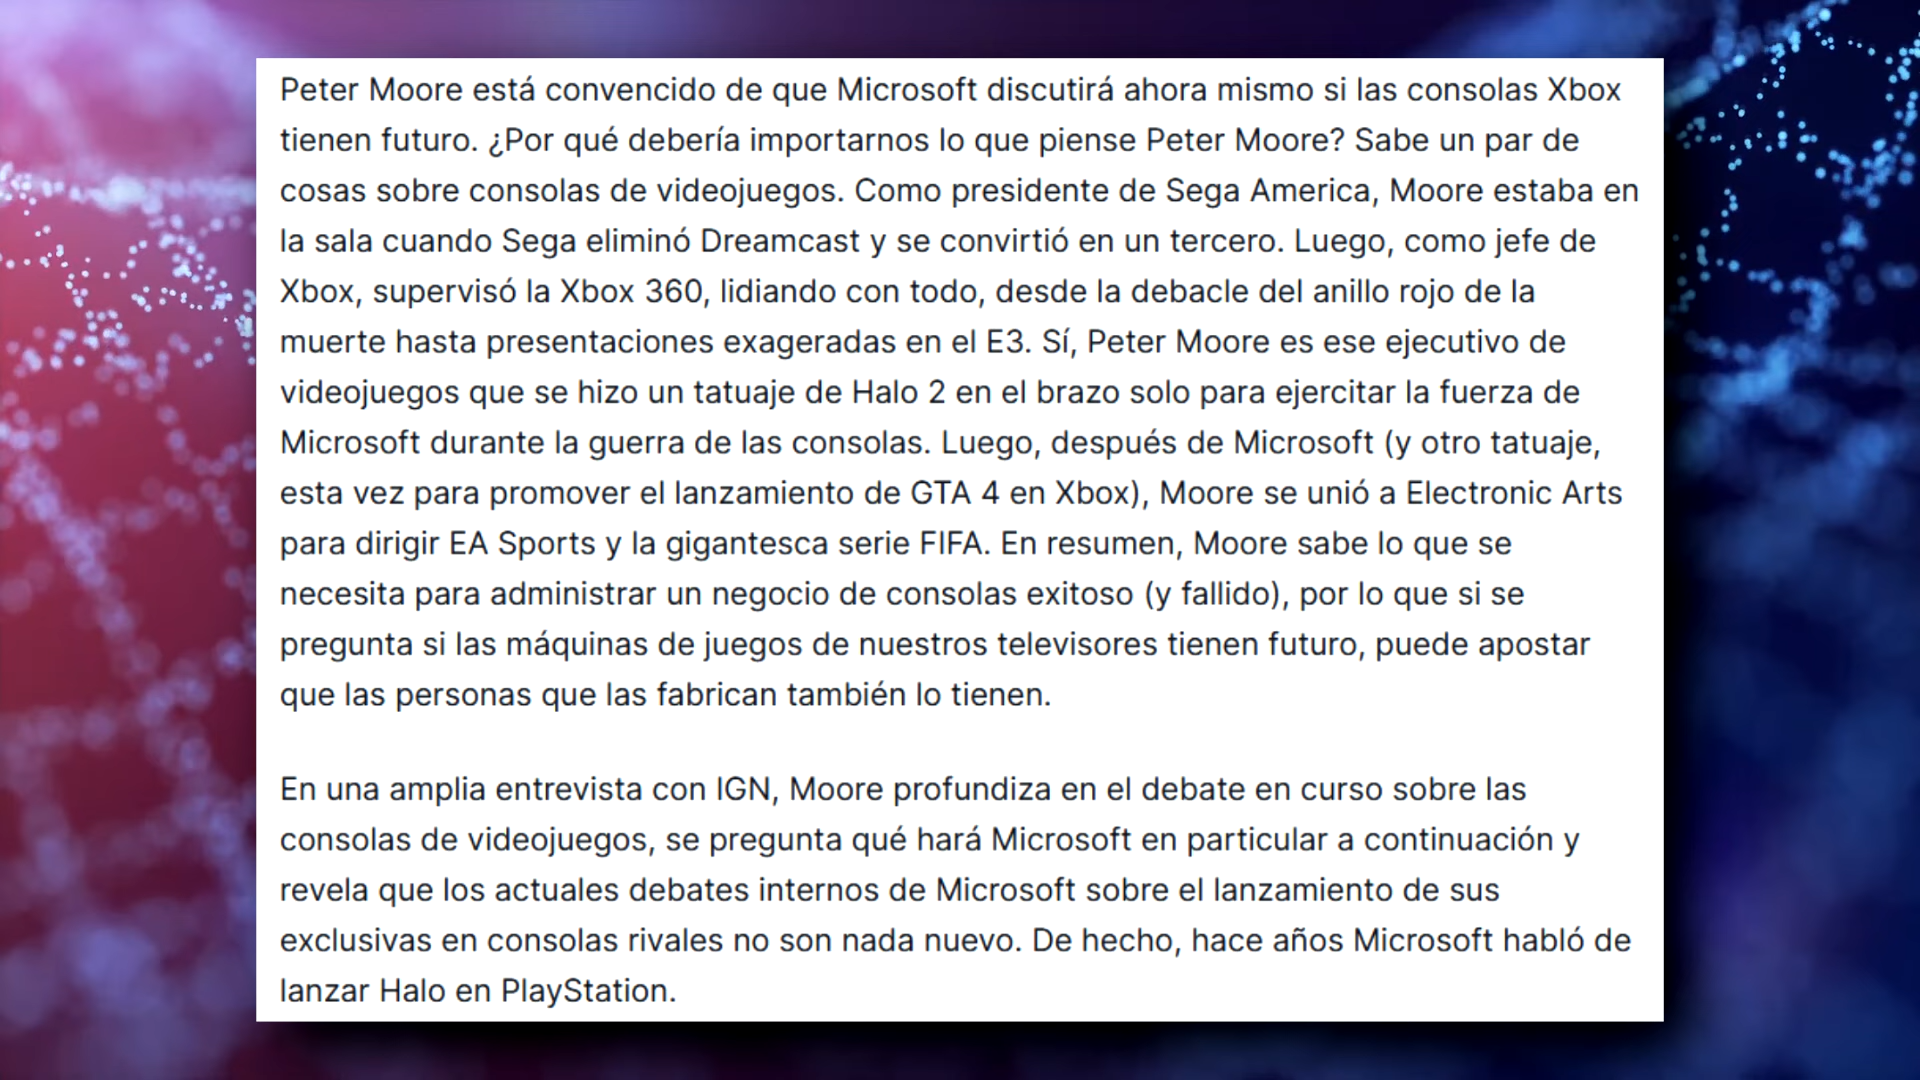 Peter Moore está convencido de que Microsoft discutirá ahora mismo si las consolas Xbox
tienen futuro. ¿Por qué debería importarnos lo que piense Peter Moore? Sabe un par de
cosas sobre consolas de videojuegos. Como presidente de Sega America, Moore estaba en
la sala cuando Sega eliminó Dreamcast y se convirtió en un tercero. Luego, como jefe de
Xbox, supervisó la Xbox 360, lidiando con todo, desde la debacle del anillo rojo de la
muerte hasta presentaciones exageradas en el E3. Sí, Peter Moore es ese ejecutivo de
videojuegos que se hizo un tatuaje de Halo 2 en el brazo solo para ejercitar la fuerza de
Microsoft durante la guerra de las consolas. Luego, después de Microsoft (y otro tatuaje,
esta vez para promover el lanzamiento de GTA 4 en Xbox), Moore se unió a Electronic Arts
para dirigir EA Sports y la gigantesca serie FIFA. En resumen, Moore sabe lo que se
necesita para administrar un negocio de consolas exitoso (y fallido), por lo que si se
pregunta si las máquinas de juegos de nuestros televisores tienen futuro, puede apostar
que las personas que las fabrican también lo tienen.
En una amplia entrevista con IGN, Moore profundiza en el debate en curso sobre las
consolas de videojuegos, se pregunta qué hará Microsoft en particular a continuación y
revela que los actuales debates internos de Microsoft sobre el lanzamiento de sus
exclusivas en consolas rivales no son nada nuevo. De hecho, hace años Microsoft habló de
lanzar Halo en PlayStation.